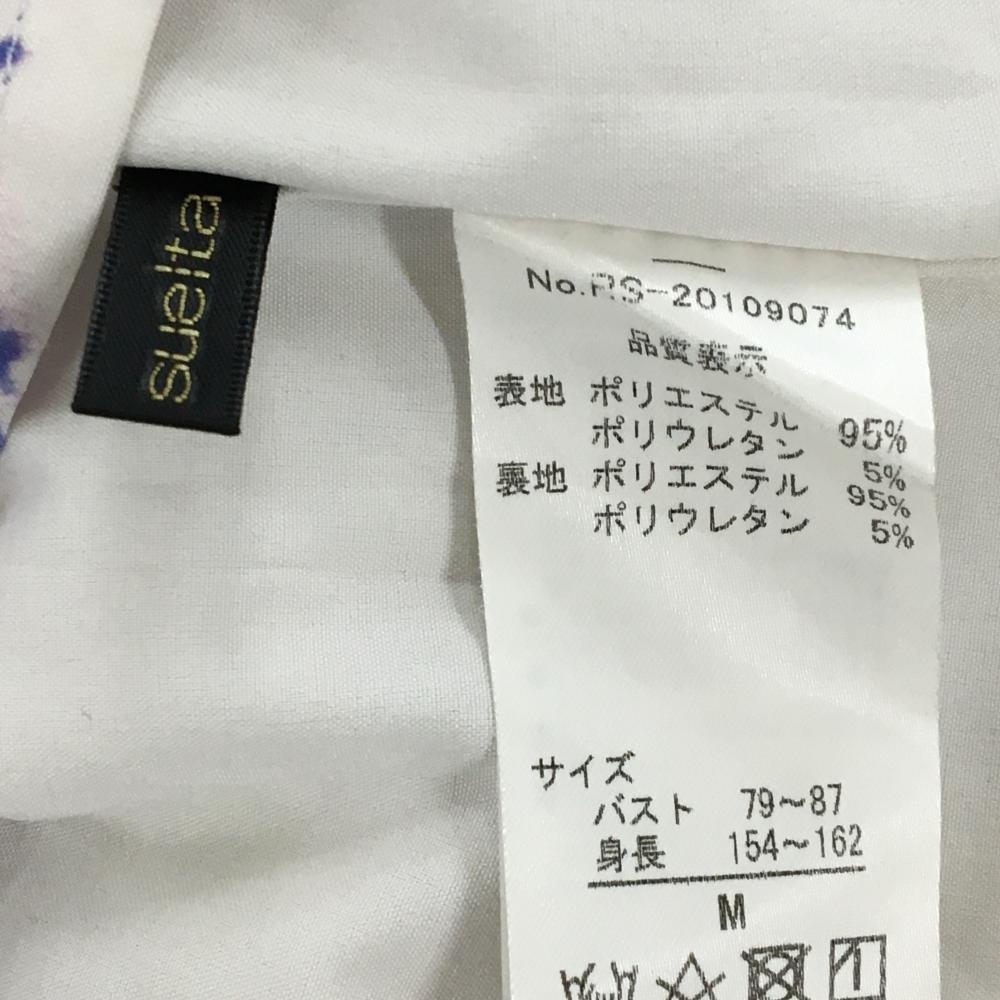 suelta
No.RS-20109074
品質表示
表地 ポリエステル 95%
ポリウレタン 5%
裏地 ポリエステル 95%
ポリウレタン 5%
サイズ
バスト 79〜87
身長 154〜162
M